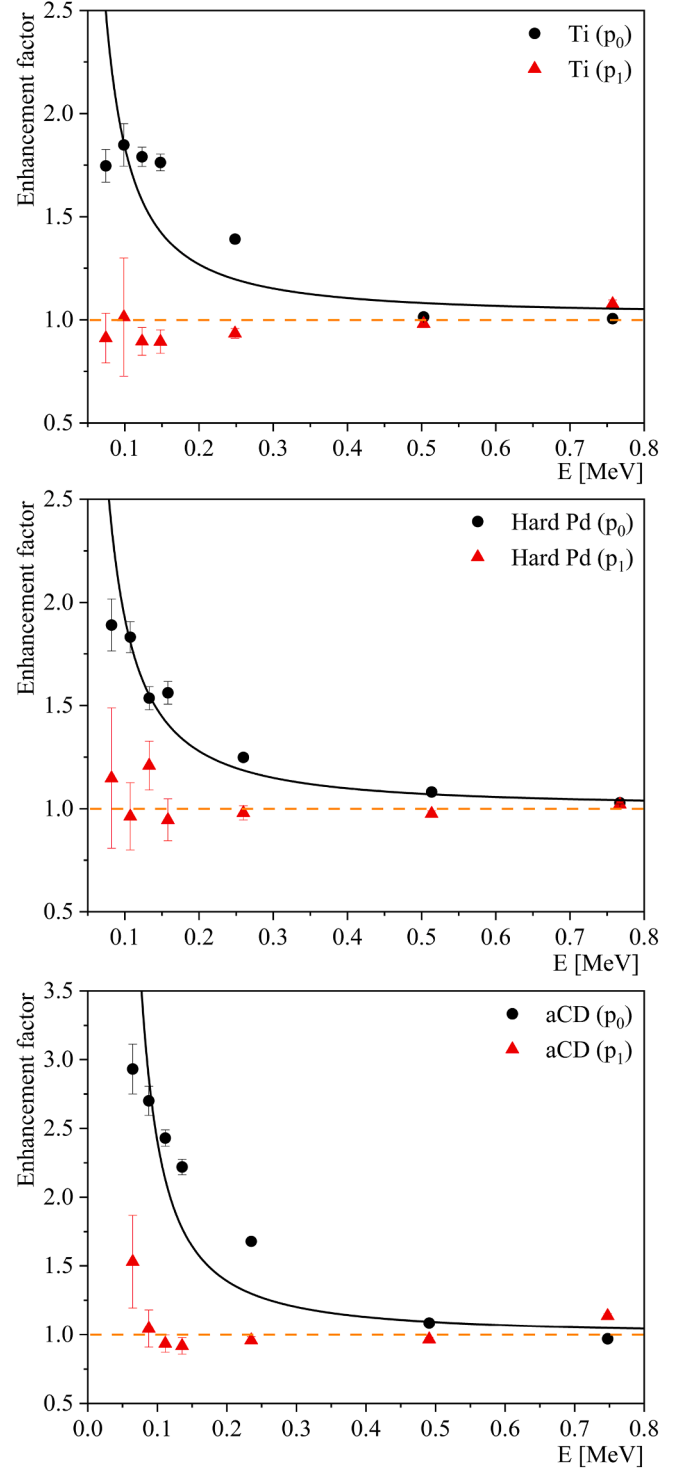 2.5
Ti (p₀)
Ti (p₁)
2.0
1.5
1.0
0.5
Enhancement factor
0.1 0.2 0.3 0.4 0.5 0.6 0.7 0.8
E [MeV]
2.5
Hard Pd (p₀)
Hard Pd (p₁)
2.0
1.5
1.0
0.5
Enhancement factor
0.1 0.2 0.3 0.4 0.5 0.6 0.7 0.8
E [MeV]
3.5
aCD (p₀)
aCD (p₁)
3.0
2.5
2.0
1.5
1.0
0.5
Enhancement factor
0.0 0.1 0.2 0.3 0.4 0.5 0.6 0.7 0.8
E [MeV]